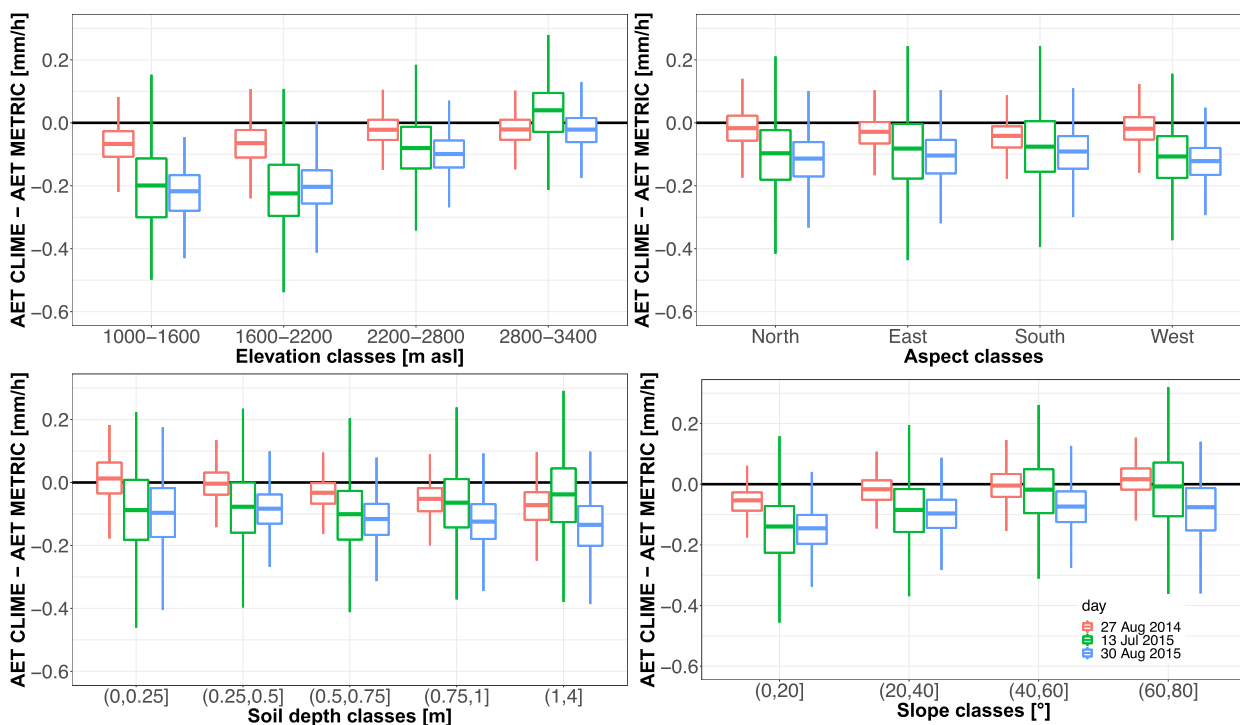 AET CLIME − AET METRIC [mm/h]
0.2
0.0
−0.2
−0.4
−0.6
1000−1600 1600−2200 2200−2800 2800−3400
Elevation classes [m asl]
AET CLIME − AET METRIC [mm/h]
0.2
0.0
−0.2
−0.4
−0.6
North East South West
Aspect classes
AET CLIME − AET METRIC [mm/h]
0.2
0.0
−0.2
−0.4
−0.6
(0,0.25] (0.25,0.5] (0.5,0.75] (0.75,1] (1,4]
Soil depth classes [m]
AET CLIME − AET METRIC [mm/h]
0.2
0.0
−0.2
−0.4
−0.6
day
27 Aug 2014
13 Jul 2015
30 Aug 2015
(0,20] (20,40] (40,60] (60,80]
Slope classes [°]